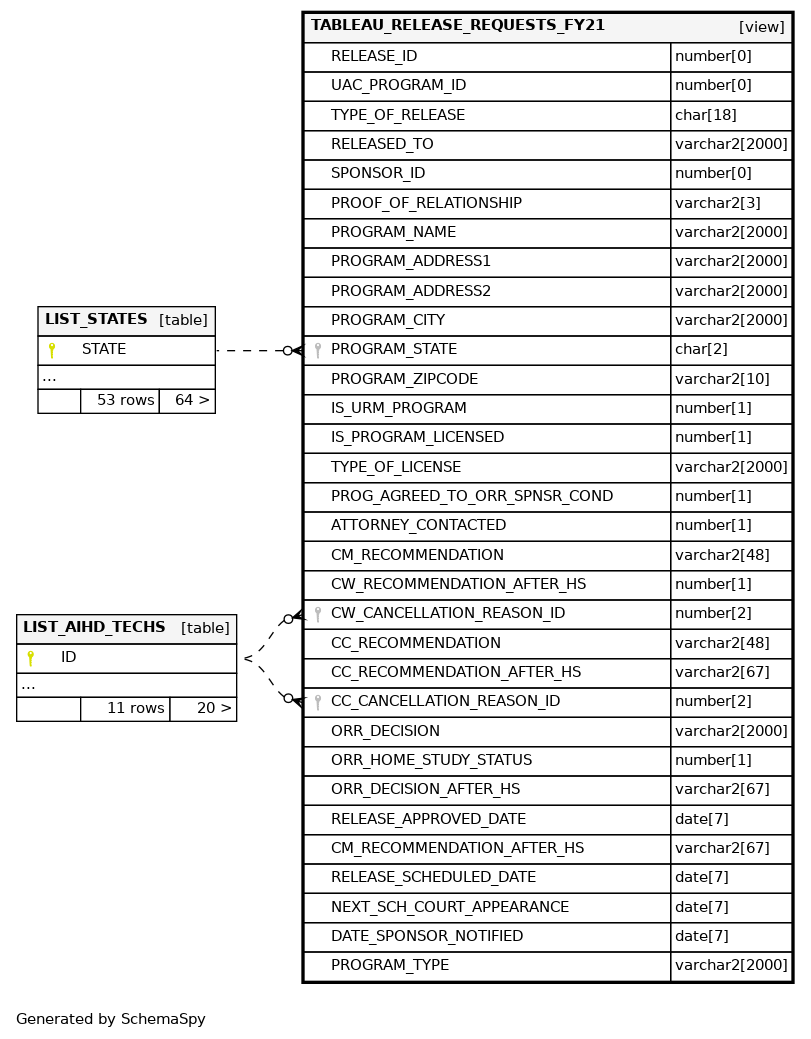 TABLEAU_RELEASE_REQUESTS_FY21 [view]
RELEASE_ID number[0]
UAC_PROGRAM_ID number[0]
TYPE_OF_RELEASE char[18]
RELEASED_TO varchar2[2000]
SPONSOR_ID number[0]
PROOF_OF_RELATIONSHIP varchar2[3]
PROGRAM_NAME varchar2[2000]
PROGRAM_ADDRESS1 varchar2[2000]
PROGRAM_ADDRESS2 varchar2[2000]
PROGRAM_CITY varchar2[2000]
PROGRAM_STATE char[2]
PROGRAM_ZIPCODE varchar2[10]
IS_URM_PROGRAM number[1]
IS_PROGRAM_LICENSED number[1]
TYPE_OF_LICENSE varchar2[2000]
PROG_AGREED_TO_ORR_SPNSR_COND number[1]
ATTORNEY_CONTACTED number[1]
CM_RECOMMENDATION varchar2[48]
CW_RECOMMENDATION_AFTER_HS number[1]
CW_CANCELLATION_REASON_ID number[2]
CC_RECOMMENDATION varchar2[48]
CC_RECOMMENDATION_AFTER_HS varchar2[67]
CC_CANCELLATION_REASON_ID number[2]
ORR_DECISION varchar2[2000]
ORR_HOME_STUDY_STATUS number[1]
ORR_DECISION_AFTER_HS varchar2[67]
RELEASE_APPROVED_DATE date[7]
CM_RECOMMENDATION_AFTER_HS varchar2[67]
RELEASE_SCHEDULED_DATE date[7]
NEXT_SCH_COURT_APPEARANCE date[7]
DATE_SPONSOR_NOTIFIED date[7]
PROGRAM_TYPE varchar2[2000]
LIST_STATES [table]
STATE
...
53 rows 64 >
LIST_AIHD_TECHS [table]
ID
...
11 rows 20 >
Generated by SchemaSpy